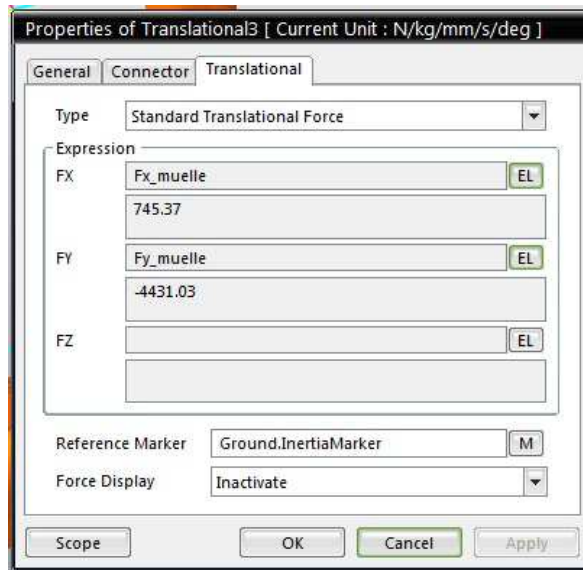 Properties of Translational3 [ Current Unit : N/kg/mm/s/deg ]
General Connector Translational
Type Standard Translational Force
Expression
FX Fx_muelle EL
745.37
FY Fy_muelle EL
-4431.03
FZ EL
Reference Marker Ground.InertiaMarker M
Force Display Inactivate
Scope OK Cancel Apply